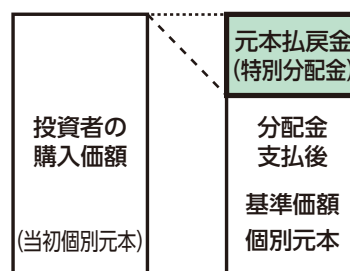 投資者の
購入価額
(当初個別元本)
元本払戻金
(特別分配金)
分配金
支払後
基準価額
個別元本